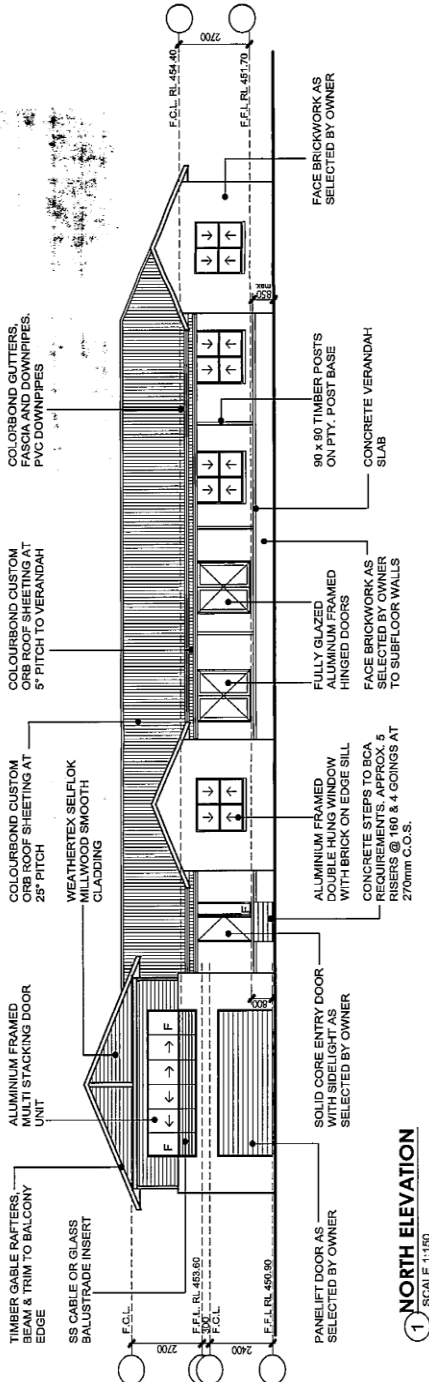 TIMBER GABLE RAFTERS,
BEAM & TRIM TO BALCONY
EDGE
ALUMINIUM FRAMED
MULTI STACKING DOOR
UNIT
WEATHERTEX SELFLOK
MILLWOOD SMOOTH
CLADDING
COLOURBOND CUSTOM
ORB ROOF SHEETING AT
25° PITCH
COLOURBOND CUSTOM
ORB ROOF SHEETING AT
5° PITCH TO VERANDAH
COLORBOND GUTTERS,
FASCIA AND DOWNPIPES.
PVC DOWNPIPES
SS CABLE OR GLASS
BALUSTRADE INSERT
F.C.L.
2700
F.F.L. RL 453.60
300
F.C.L.
2400
F.F.L RL 450.90
F
F
F
800
850
max.
F.C.L. RL 454.40
2700
F.F.L RL 451.70
PANELIFT DOOR AS
SELECTED BY OWNER
SOLID CORE ENTRY DOOR
WITH SIDELIGHT AS
SELECTED BY OWNER
ALUMINIUM FRAMED
DOUBLE HUNG WINDOW
WITH BRICK ON EDGE SILL
CONCRETE STEPS TO BCA
REQUIREMENTS. APPROX. 5
RISERS @ 160 & 4 GOINGS AT
270mm C.O.S.
FULLY GLAZED
ALUMINUM FRAMED
HINGED DOORS
FACE BRICKWORK AS
SELECTED BY OWNER
TO SUBFLOOR WALLS
90 x 90 TIMBER POSTS
ON PTY. POST BASE
CONCRETE VERANDAH
SLAB
FACE BRICKWORK AS
SELECTED BY OWNER
1 NORTH ELEVATION
SCALE 1:150